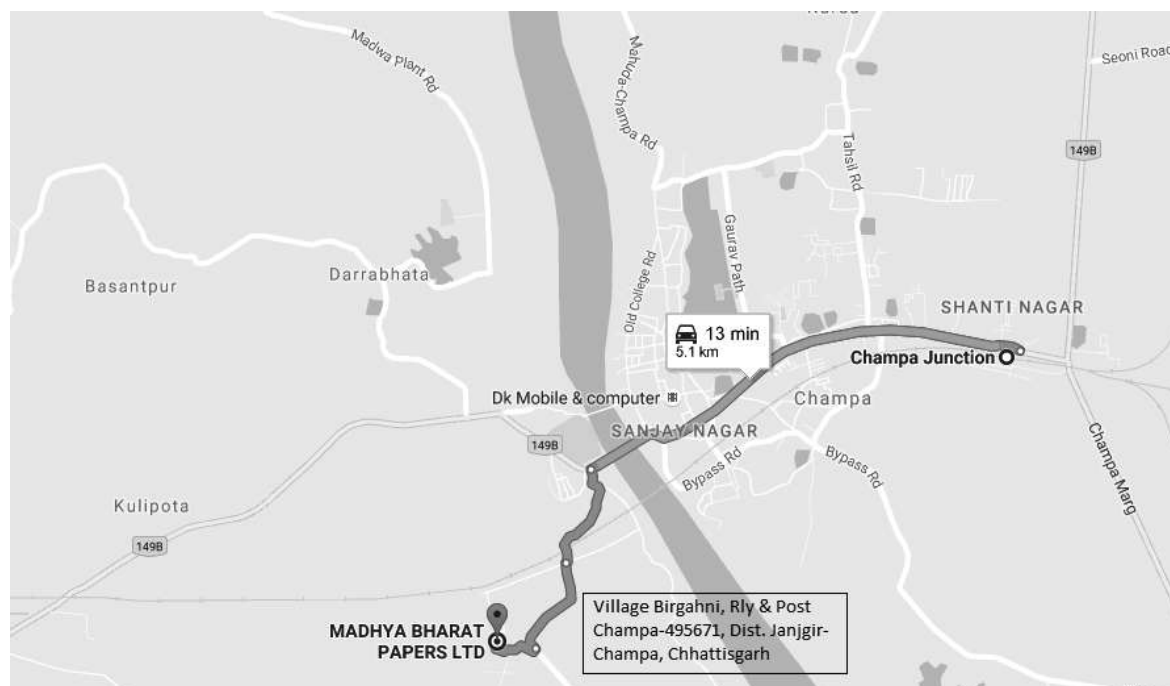 Madwa Plant Rd
Mahuda-Champa Rd
Seoni Road
149B
Tahsil Rd
Gaurav Path
Basantpur
Darrabhata
Old College Rd
SHANTI NAGAR
13 min
5.1 km
Champa Junction
Dk Mobile & computer
Champa
SANJAY NAGAR
149B
Bypass Rd
Bypass Rd
Champa Marg
Kulipota
149B
Village Birgahni, Rly & Post
Champa-495671, Dist. Janjgir-
Champa, Chhattisgarh
MADHYA BHARAT
PAPERS LTD